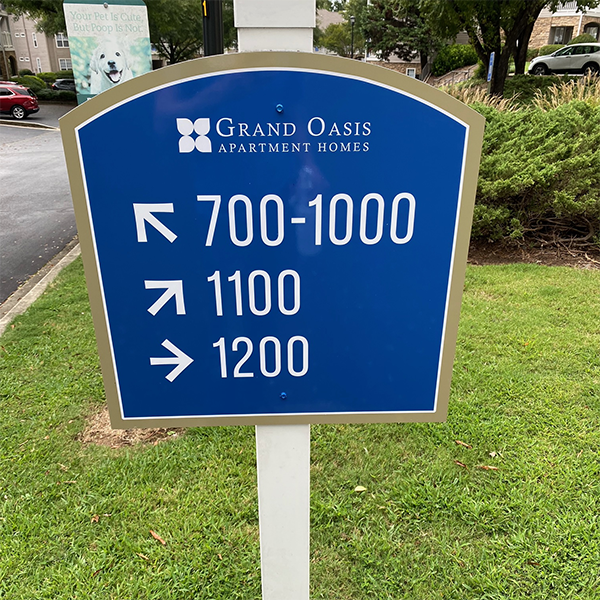 Your Pet is Cute,
But Poop Is Not.
GRAND OASIS
APARTMENT HOMES
↖ 700-1000
↗ 1100
→ 1200